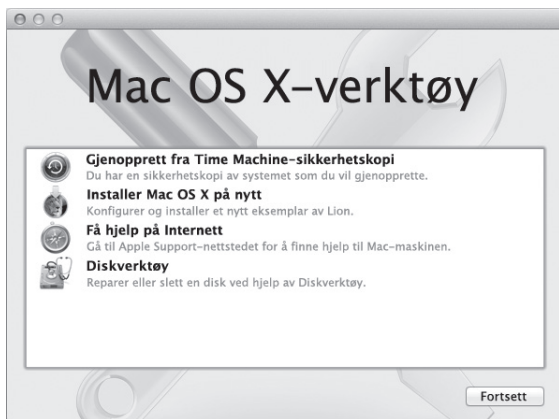 Mac OS X-verktøy
Gjenopprett fra Time Machine-sikkerhetskopi
Du har en sikkerhetskopi av systemet som du vil gjenopprette.
Installer Mac OS X på nytt
Konfigurer og installer et nytt eksemplar av Lion.
Få hjelp på Internett
Gå til Apple Support-nettstedet for å finne hjelp til Mac-maskinen.
Diskverktøy
Reparer eller slett en disk ved hjelp av Diskverktøy.
Fortsett